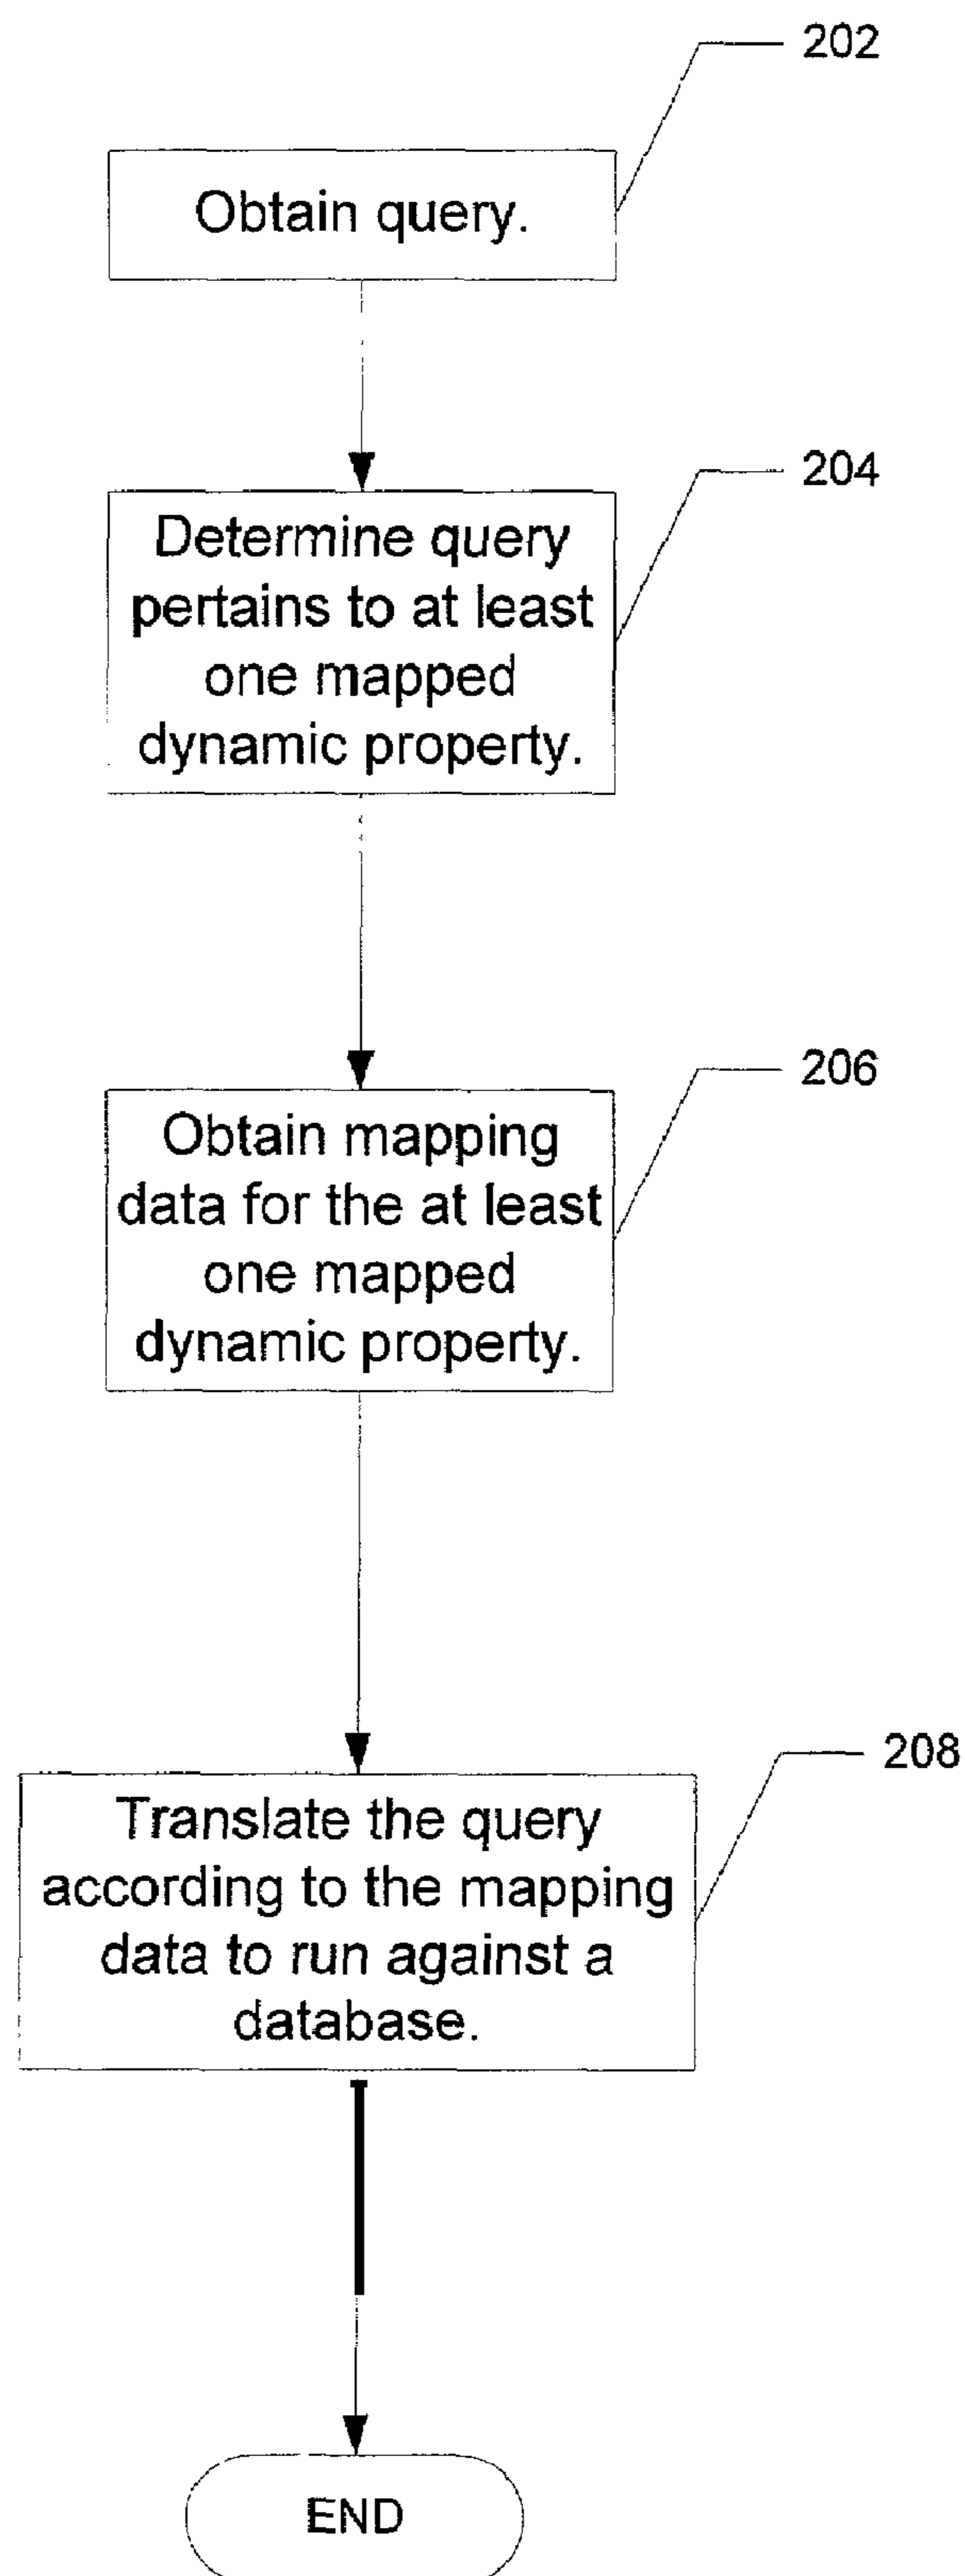 202
Obtain query.
204
Determine query
pertains to at least
one mapped
dynamic property.
206
Obtain mapping
data for the at least
one mapped
dynamic property.
208
Translate the query
according to the mapping
data to run against a
database.
END